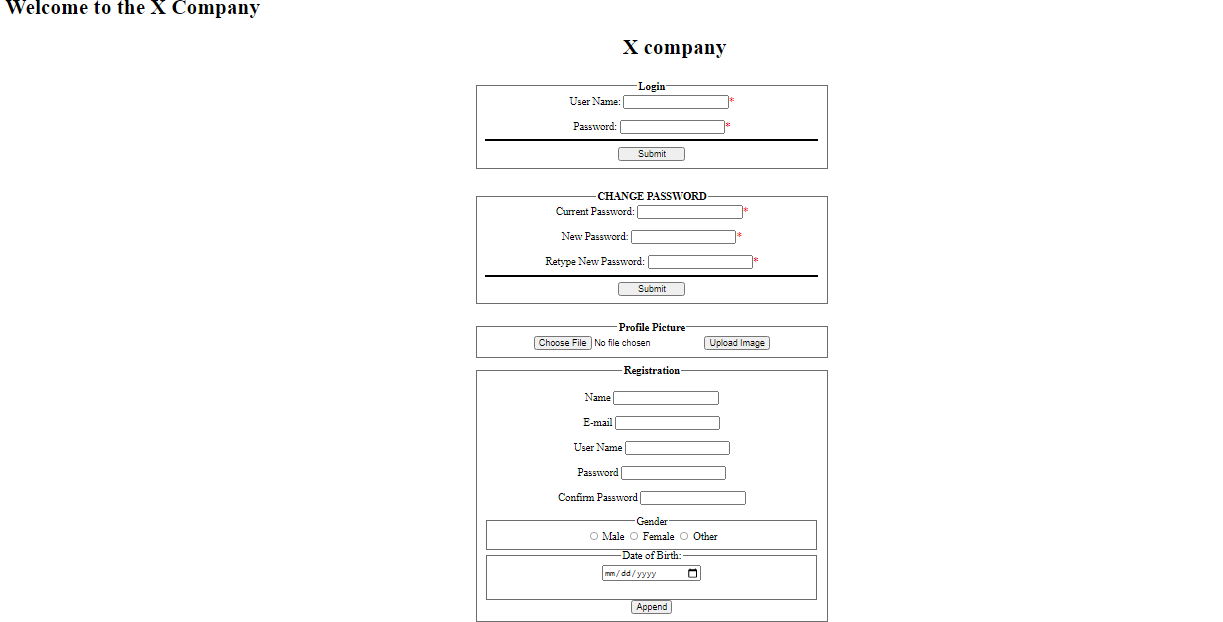 Welcome to the X Company
X company
Login
User Name: *
Password: *
Submit
CHANGE PASSWORD
Current Password: *
New Password: *
Retype New Password: *
Submit
Profile Picture
Choose File No file chosen Upload Image
Registration
Name
E-mail
User Name
Password
Confirm Password
Gender
Male Female Other
Date of Birth:
mm/dd/yyyy
Append